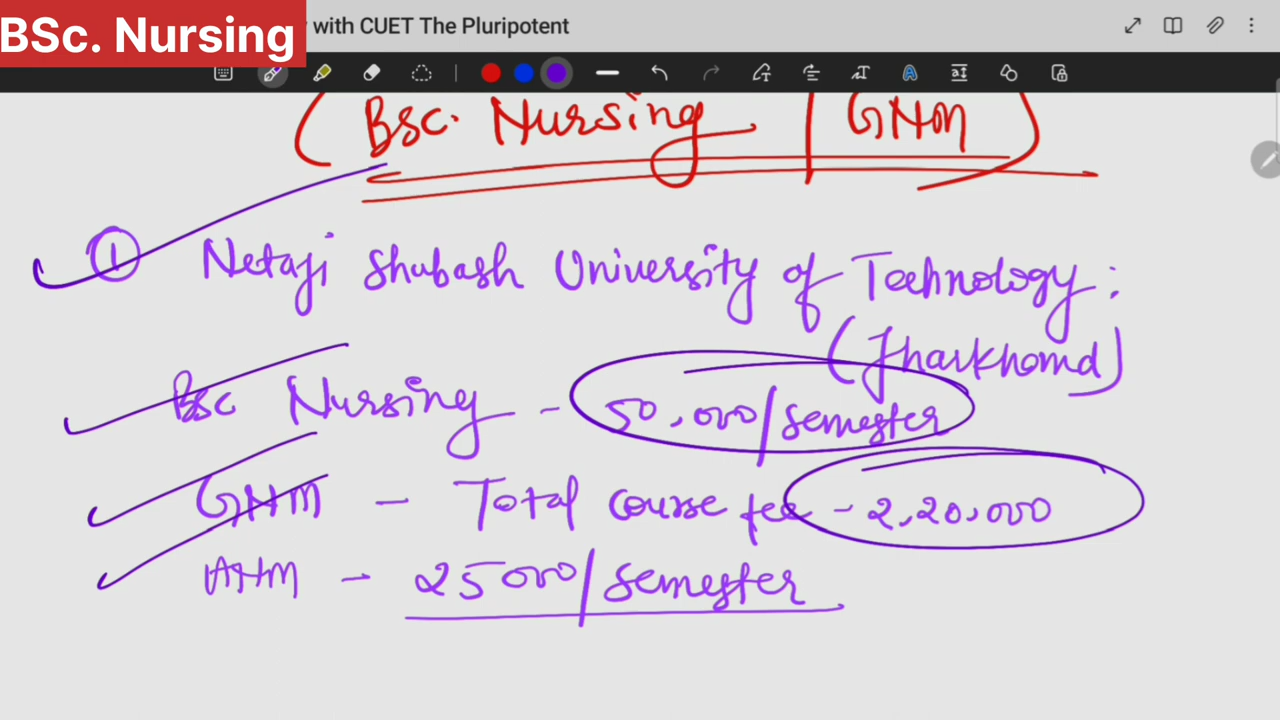 BSc. Nursing
with CUET The Pluripotent
(Bsc. Nursing | GNM)
① Netaji Shubash University of Technology:
(Jharkhand)
Bsc Nursing - 50,000/semester
GNM - Total course fee - 2,20,000
ANM - 25000/semester